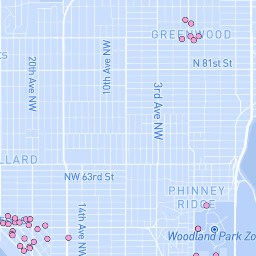 GREENWOOD
N 81st St
20th Ave NW
10th Ave NW
3rd Ave NW
LLARD
NW 63rd St
PHINNEY
RIDGE
14th Ave NW
Woodland Park Zo